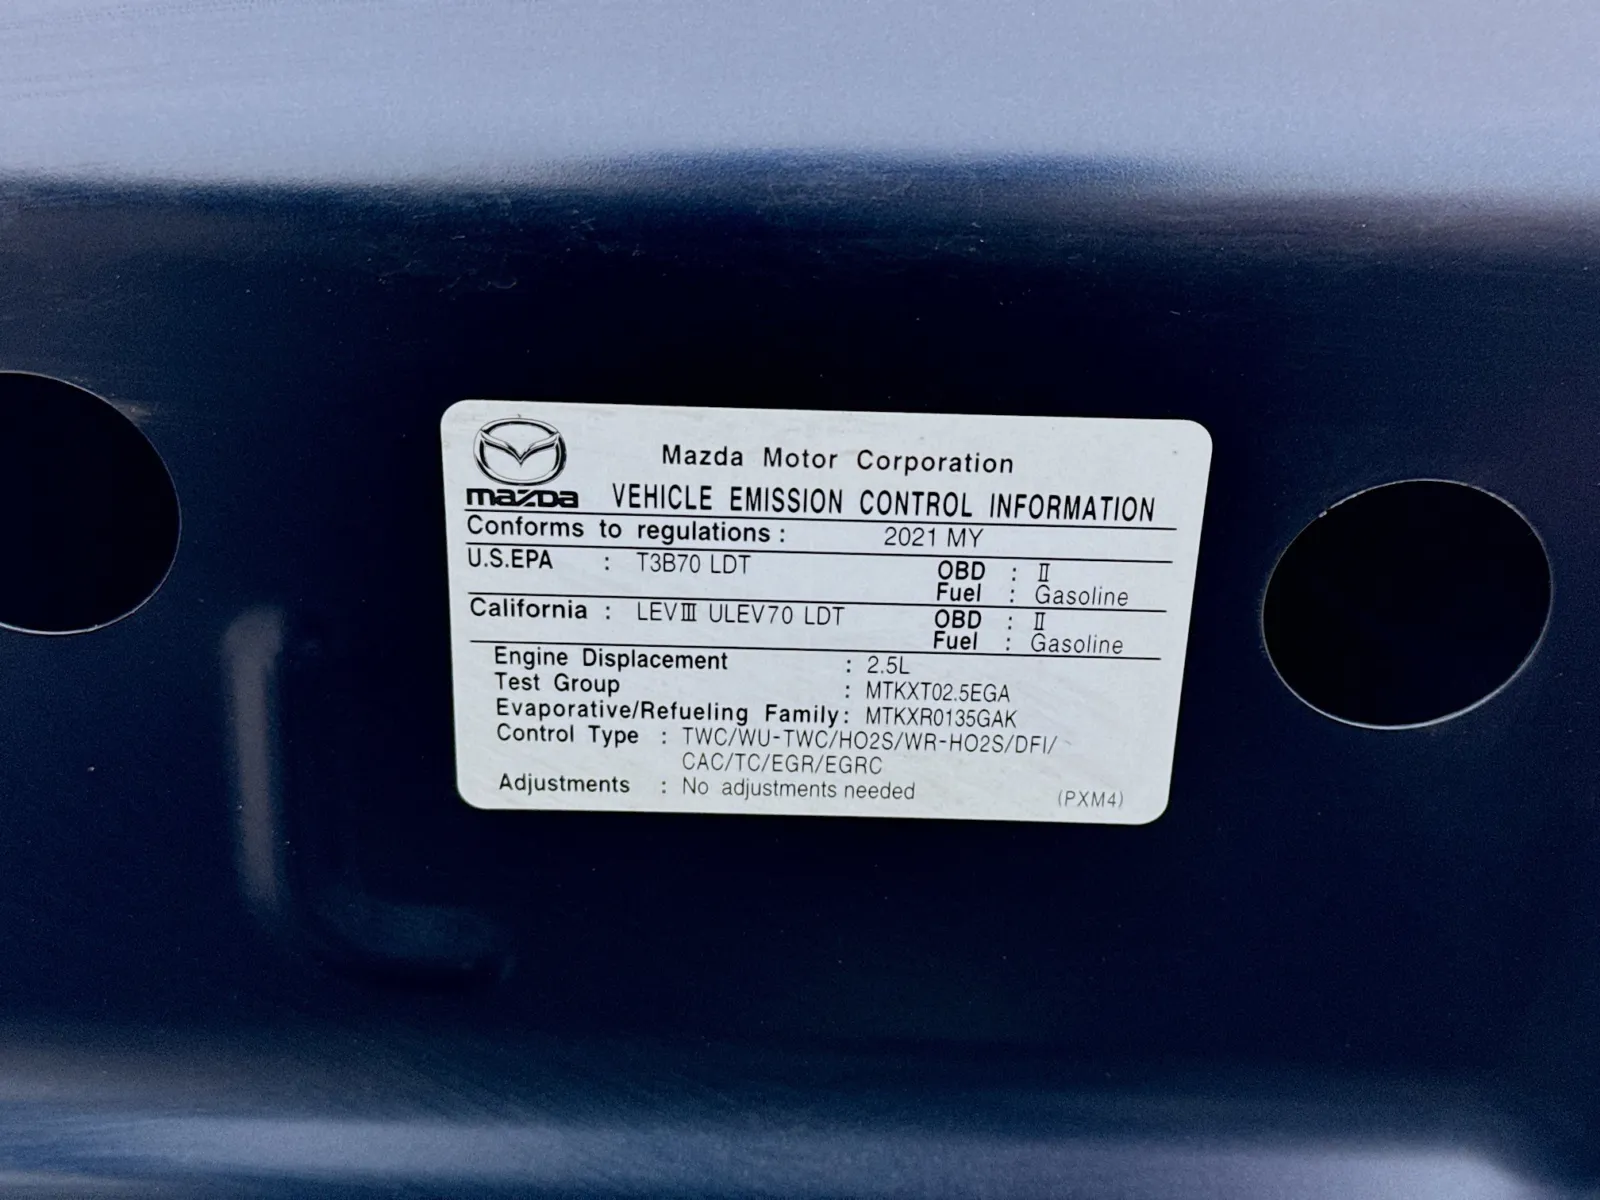 mazda
Mazda Motor Corporation
VEHICLE EMISSION CONTROL INFORMATION
Conforms to regulations : 2021 MY
U.S.EPA : T3B70 LDT OBD : Ⅱ
Fuel : Gasoline
California : LEVⅢ ULEV70 LDT OBD : Ⅱ
Fuel : Gasoline
Engine Displacement : 2.5L
Test Group : MTKXT02.5EGA
Evaporative/Refueling Family : MTKXR0135GAK
Control Type : TWC/WU-TWC/HO2S/WR-HO2S/DFI/
CAC/TC/EGR/EGRC
Adjustments : No adjustments needed (PXM4)